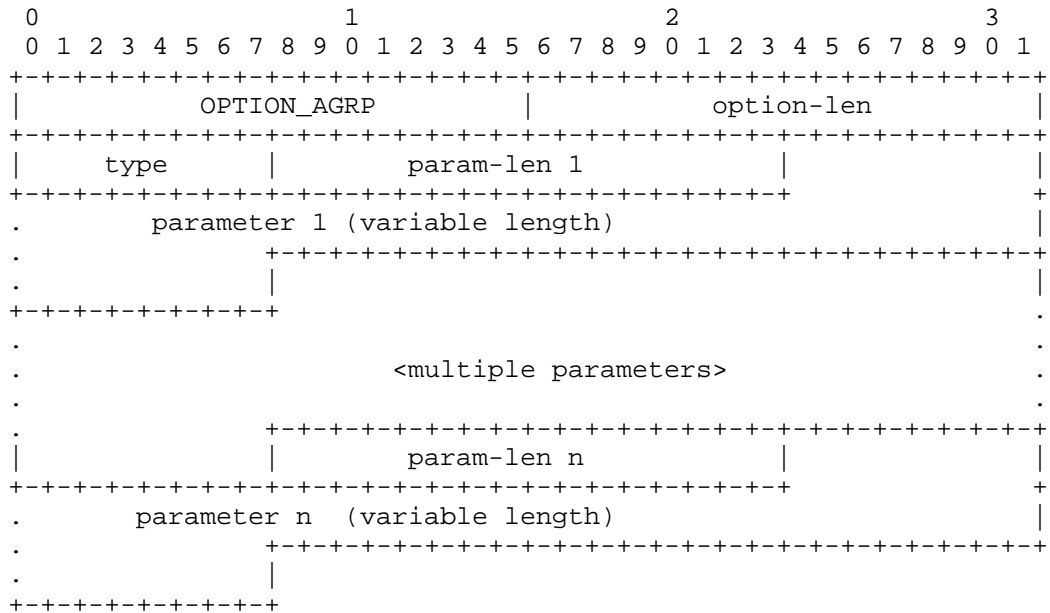 0                   1                   2                   3
 0 1 2 3 4 5 6 7 8 9 0 1 2 3 4 5 6 7 8 9 0 1 2 3 4 5 6 7 8 9 0 1
+-+-+-+-+-+-+-+-+-+-+-+-+-+-+-+-+-+-+-+-+-+-+-+-+-+-+-+-+-+-+-+-+
|           OPTION_AGRP         |           option-len          |
+-+-+-+-+-+-+-+-+-+-+-+-+-+-+-+-+-+-+-+-+-+-+-+-+-+-+-+-+-+-+-+-+
|     type      |        param-len 1            |               |
+-+-+-+-+-+-+-+-+-+-+-+-+-+-+-+-+-+-+-+-+-+-+-+-+               +
.        parameter 1 (variable length)                          |
.               +-+-+-+-+-+-+-+-+-+-+-+-+-+-+-+-+-+-+-+-+-+-+-+-+
.               |                                               |
+-+-+-+-+-+-+-+-+                                               .
.                                                               .
.                       <multiple parameters>                   .
.                                                               .
.               +-+-+-+-+-+-+-+-+-+-+-+-+-+-+-+-+-+-+-+-+-+-+-+-+
|               |        param-len n            |               |
+-+-+-+-+-+-+-+-+-+-+-+-+-+-+-+-+-+-+-+-+-+-+-+-+               +
.       parameter n  (variable length)                          |
.               +-+-+-+-+-+-+-+-+-+-+-+-+-+-+-+-+-+-+-+-+-+-+-+-+
.               |
+-+-+-+-+-+-+-+-+